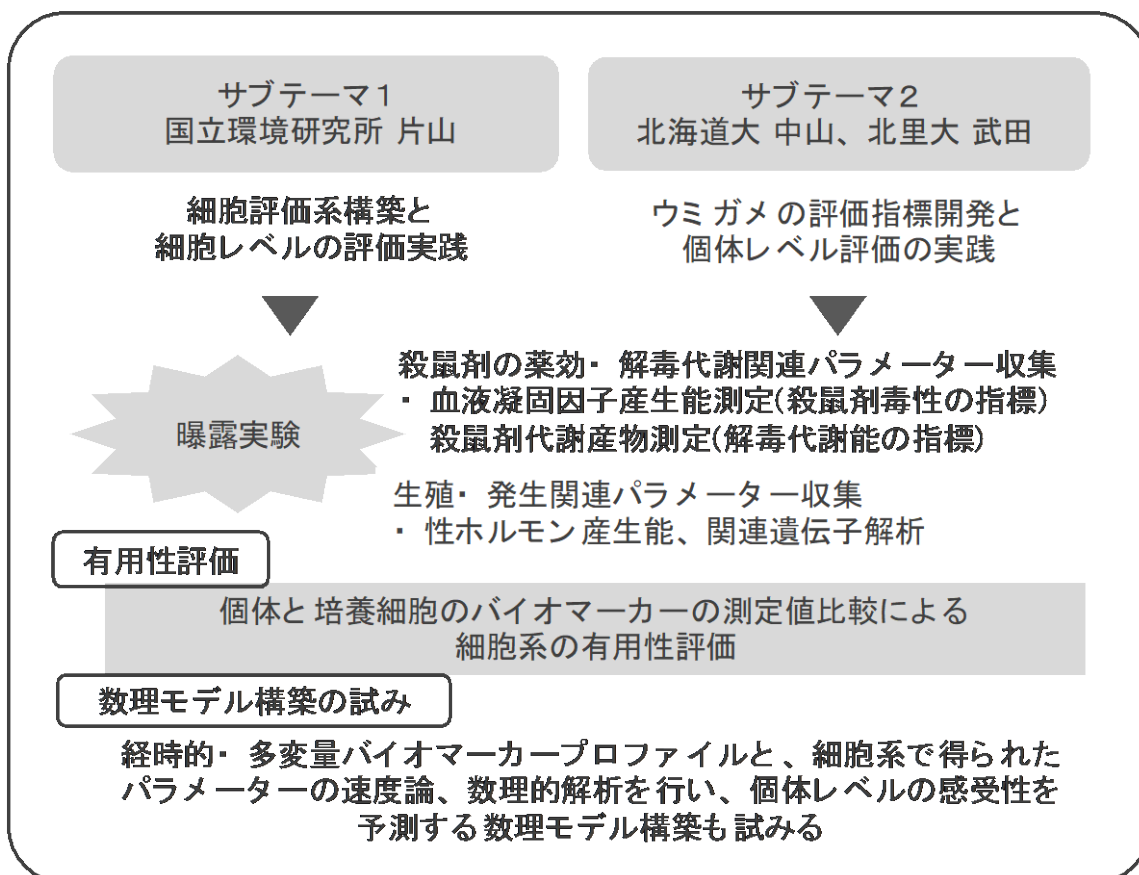 サブテーマ1
国立環境研究所 片山
サブテーマ2
北海道大 中山、北里大 武田
細胞評価系構築と
細胞レベルの評価実践
ウミガメの評価指標開発と
個体レベル評価の実践
曝露実験
殺鼠剤の薬効・解毒代謝関連パラメーター収集
・血液凝固因子産生能測定(殺鼠剤毒性の指標)
殺鼠剤代謝産物測定(解毒代謝能の指標)
生殖・発生関連パラメーター収集
・性ホルモン産生能、関連遺伝子解析
有用性評価
個体と培養細胞のバイオマーカーの測定値比較による
細胞系の有用性評価
数理モデル構築の試み
経時的・多変量バイオマーカープロファイルと、細胞系で得られた
パラメーターの速度論、数理的解析を行い、個体レベルの感受性を
予測する数理モデル構築も試みる